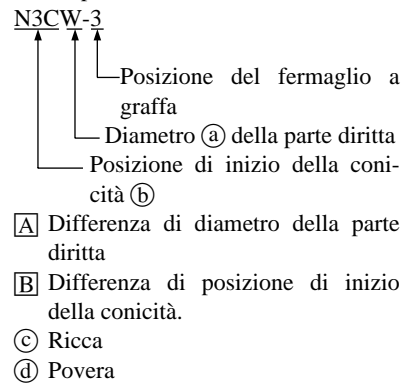 N3CW-3
Posizione del fermaglio a
graffa
Diametro ⓐ della parte diritta
Posizione di inizio della coni-
cità ⓑ
🄰 Differenza di diametro della parte
diritta
🄱 Differenza di posizione di inizio
della conicità.
ⓒ Ricca
ⓓ Povera